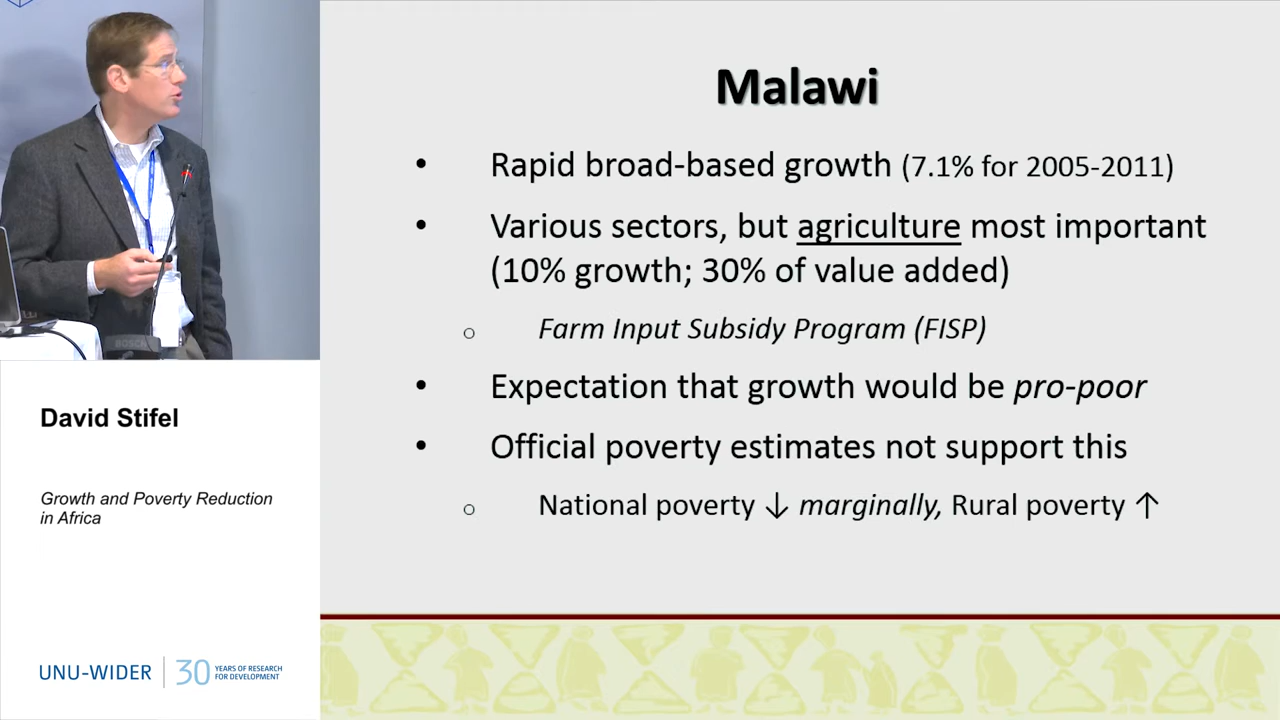 Malawi
• Rapid broad-based growth (7.1% for 2005-2011)
• Various sectors, but agriculture most important
(10% growth; 30% of value added)
o Farm Input Subsidy Program (FISP)
• Expectation that growth would be pro-poor
• Official poverty estimates not support this
o National poverty ↓ marginally, Rural poverty ↑
BOSCH
David Stifel
Growth and Poverty Reduction
in Africa
UNU-WIDER
30 YEARS OF RESEARCH
FOR DEVELOPMENT